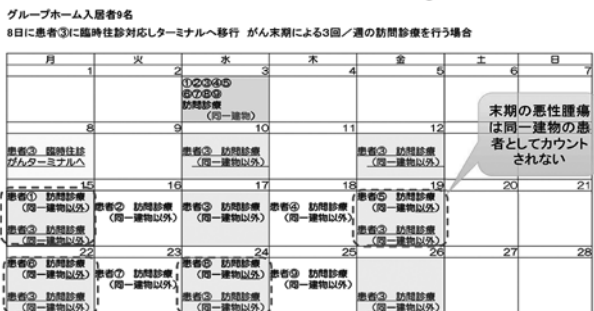 グループホーム入居者9名
8日に患者③に臨時往診対応しターミナルへ移行 がん末期による3回／週の訪問診療を行う場合
月 火 水 木 金 土 日
1 2 3 4 5 6 7
①②③④⑤
⑥⑦⑧⑨
訪問診療
(同一建物)
末期の悪性腫瘍
は同一建物の患
者としてカウント
されない
8 9 10 11 12
患者③ 臨時往診
がんターミナルへ
患者③ 訪問診療
(同一建物以外)
患者③ 訪問診療
(同一建物以外)
15 16 17 18 19 20 21
患者① 訪問診療
(同一建物以外)
患者③ 訪問診療
(同一建物以外)
患者② 訪問診療
(同一建物以外)
患者③ 訪問診療
(同一建物以外)
患者④ 訪問診療
(同一建物以外)
患者⑤ 訪問診療
(同一建物以外)
患者③ 訪問診療
(同一建物以外)
22 23 24 25 26 27 28
患者⑥ 訪問診療
(同一建物以外)
患者③ 訪問診療
(同一建物以外)
患者⑦ 訪問診療
(同一建物以外)
訪問診療
(同一建物以外)
患者③ 訪問診療
(同一建物以外)
患者⑨ 訪問診療
(同一建物以外)
患者③ 訪問診療
(同一建物以外)